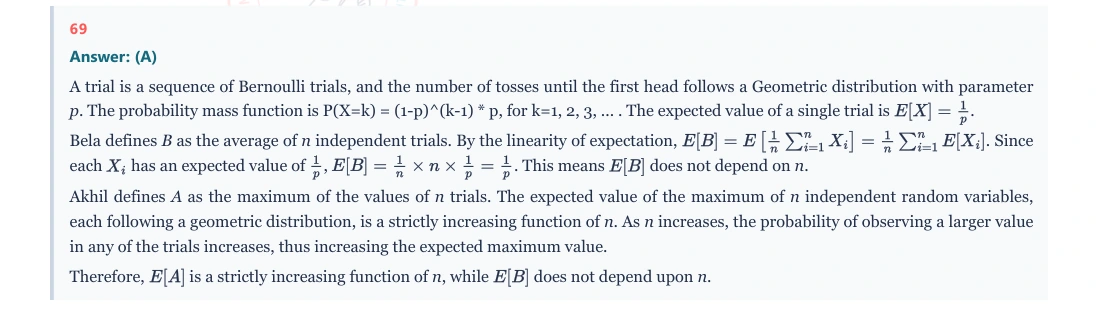 69
Answer: (A)
A trial is a sequence of Bernoulli trials, and the number of tosses until the first head follows a Geometric distribution with parameter
p. The probability mass function is P(X=k) = (1-p)^(k-1) * p, for k=1, 2, 3, ... . The expected value of a single trial is E[X] = 1/p.
Bela defines B as the average of n independent trials. By the linearity of expectation, E[B] = E [1/n ∑ⁿᵢ₌₁ Xᵢ] = 1/n ∑ⁿᵢ₌₁ E[Xᵢ]. Since
each Xᵢ has an expected value of 1/p, E[B] = 1/n × n × 1/p = 1/p. This means E[B] does not depend on n.
Akhil defines A as the maximum of the values of n trials. The expected value of the maximum of n independent random variables,
each following a geometric distribution, is a strictly increasing function of n. As n increases, the probability of observing a larger value
in any of the trials increases, thus increasing the expected maximum value.
Therefore, E[A] is a strictly increasing function of n, while E[B] does not depend upon n.